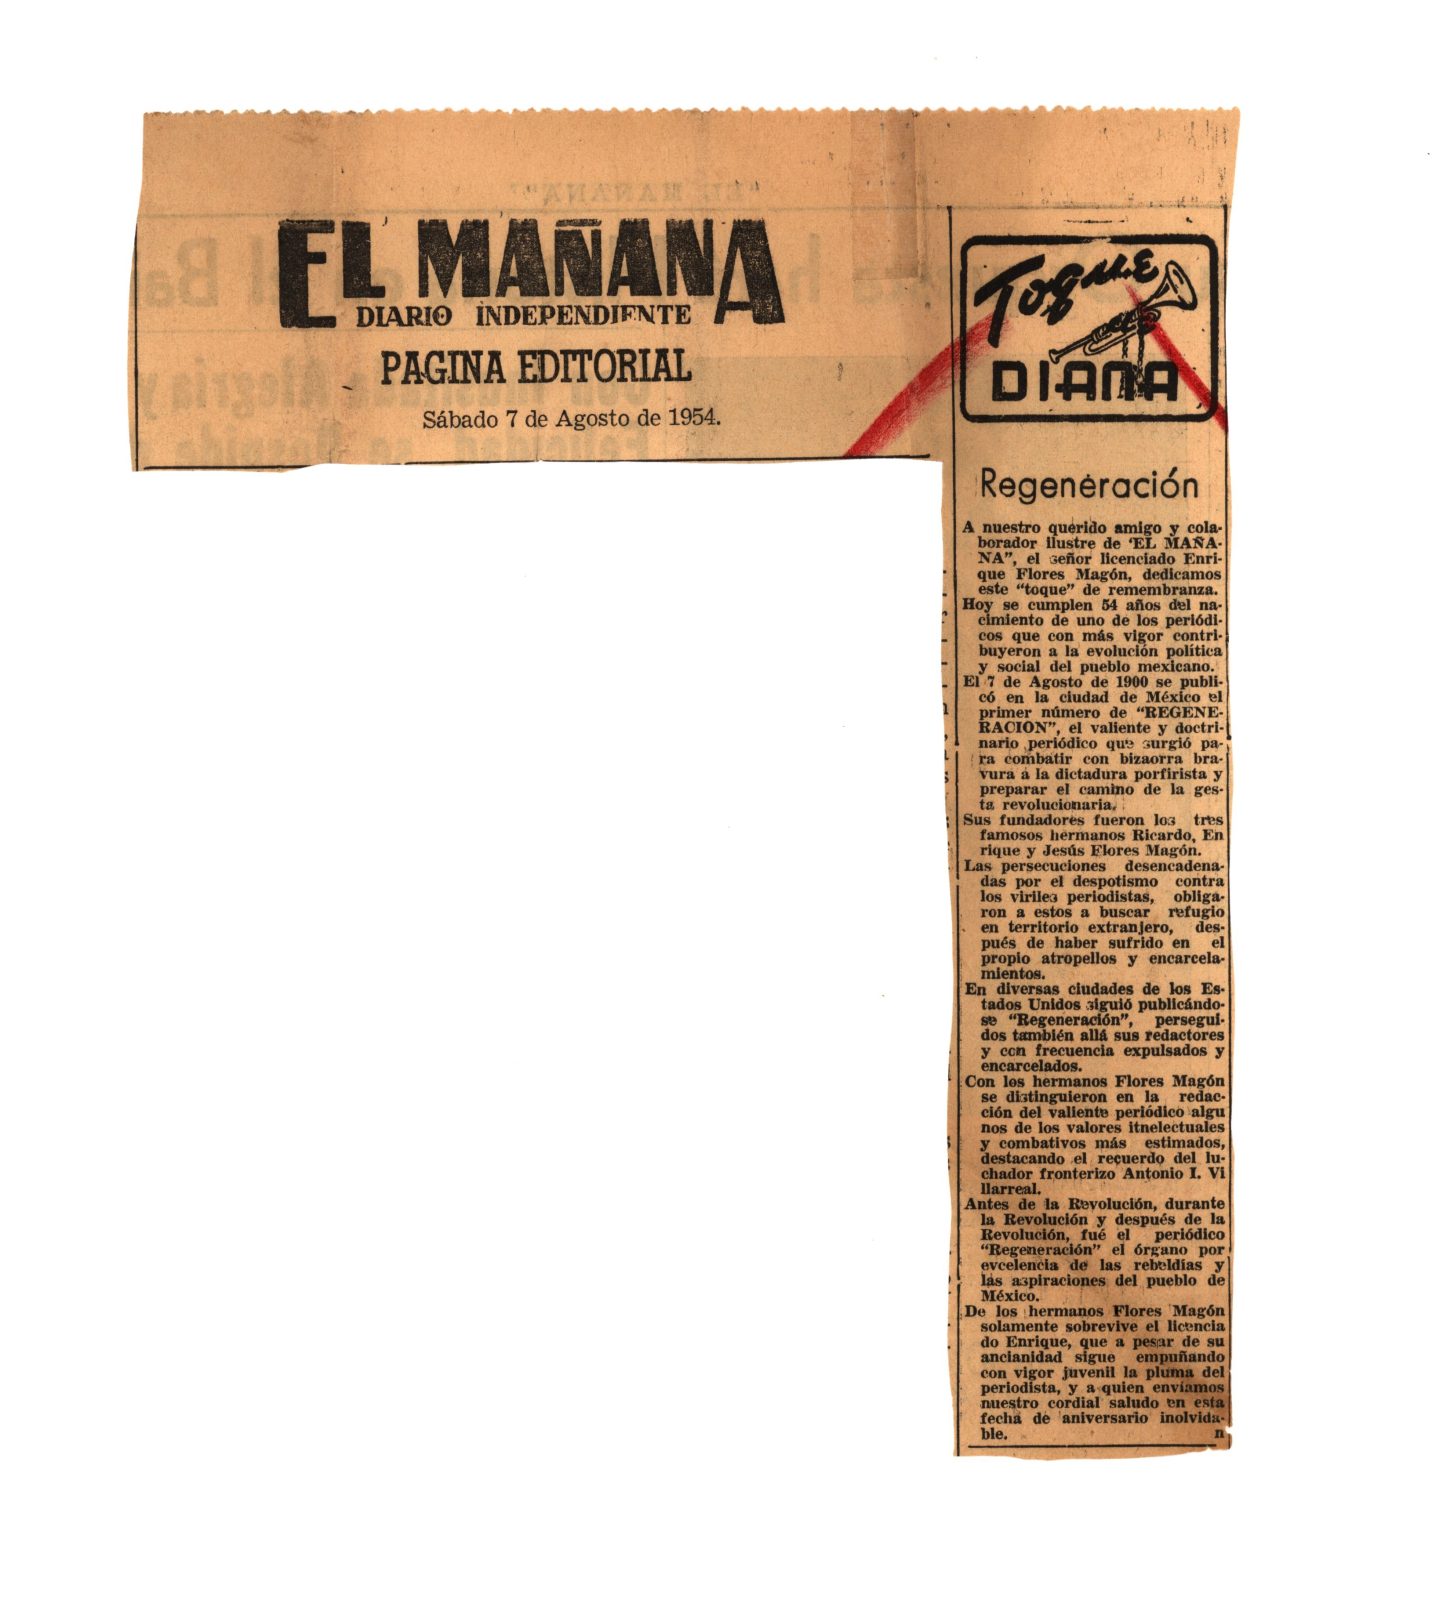 EL MAÑANA
DIARIO INDEPENDIENTE
PAGINA EDITORIAL
Sábado 7 de Agosto de 1954.
Toque
DIANA
Regeneración
A nuestro querido amigo y cola-
borador ilustre de 'EL MAÑA-
NA", el señor licenciado Enri-
que Flores Magón, dedicamos
este "toque" de remembranza.
Hoy se cumplen 54 años del na-
cimiento de uno de los periódi-
cos que con más vigor contri-
buyeron a la evolución política
y social del pueblo mexicano.
El 7 de Agosto de 1900 se publi-
có en la ciudad de México el
primer número de "REGENE-
RACION", el valiente y doctri-
nario periódico que surgió pa-
ra combatir con bizaorra bra-
vura a la dictadura porfirista y
preparar el camino de la ges-
ta revolucionaria.
Sus fundadores fueron los tres
famosos hermanos Ricardo, En
rique y Jesús Flores Magón.
Las persecuciones desencadena-
das por el despotismo contra
los viriles periodistas, obliga-
ron a estos a buscar refugio
en territorio extranjero, des-
pués de haber sufrido en el
propio atropellos y encarcela-
mientos.
En diversas ciudades de los Es-
tados Unidos siguió publicándo-
se "Regeneración", persegui-
dos también allá sus redactores
y con frecuencia expulsados y
encarcelados.
Con los hermanos Flores Magón
se distinguieron en la redac-
ción del valiente periódico algu
nos de los valores itnelectuales
y combativos más estimados,
destacando el recuerdo del lu-
chador fronterizo Antonio I. Vi
llarreal.
Antes de la Revolución, durante
la Revolución y después de la
Revolución, fué el periódico
"Regeneración" el órgano por
evcelencia de las rebeldías y
las aspiraciones del pueblo de
México.
De los hermanos Flores Magón
solamente sobrevive el licencia
do Enrique, que a pesar de su
ancianidad sigue empuñando
con vigor juvenil la pluma del
periodista, y a quien enviamos
nuestro cordial saludo en esta
fecha de aniversario inolvida-
ble. n